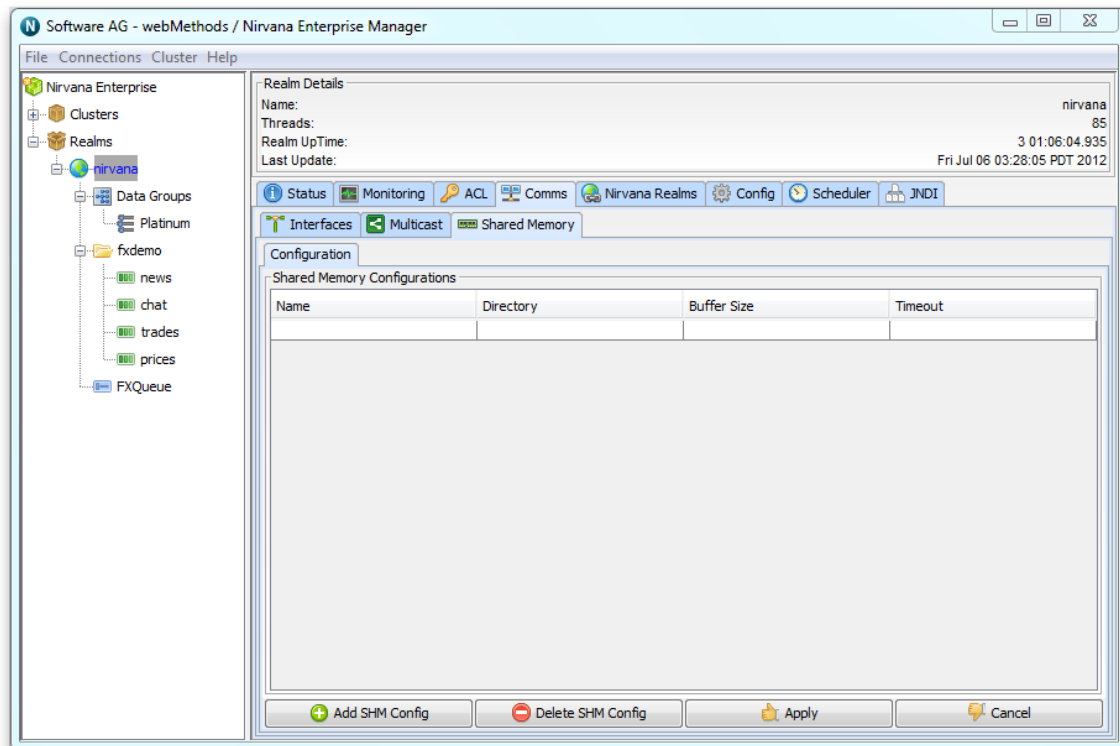 Software AG - webMethods / Nirvana Enterprise Manager
File Connections Cluster Help
Nirvana Enterprise
Clusters
Realms
nirvana
Data Groups
Platinum
fxdemo
news
chat
trades
prices
FXQueue
Realm Details
Name: nirvana
Threads: 85
Realm UpTime: 3 01:06:04.935
Last Update: Fri Jul 06 03:28:05 PDT 2012
Status Monitoring ACL Comms Nirvana Realms Config Scheduler JNDI
Interfaces Multicast Shared Memory
Configuration
Shared Memory Configurations
Name Directory Buffer Size Timeout
Add SHM Config Delete SHM Config Apply Cancel